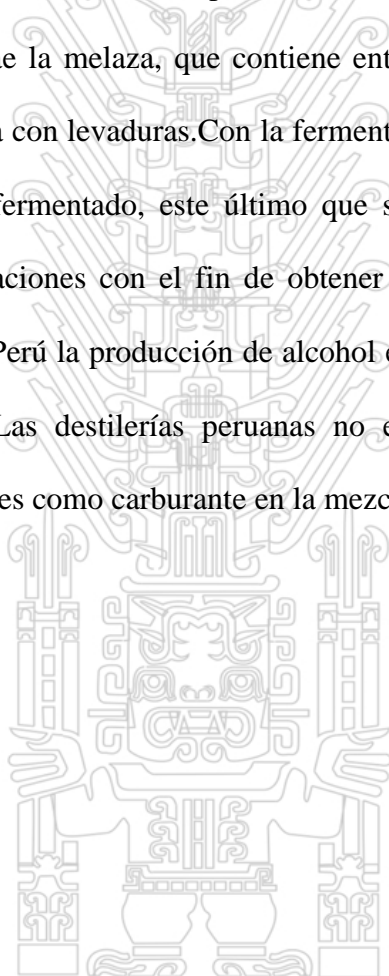 e la melaza, que contiene ent
con levaduras.Con la ferment
fermentado, este último que s
aciones con el fin de obtener
Perú la producción de alcohol
Las destilerías peruanas no e
es como carburante en la mezc